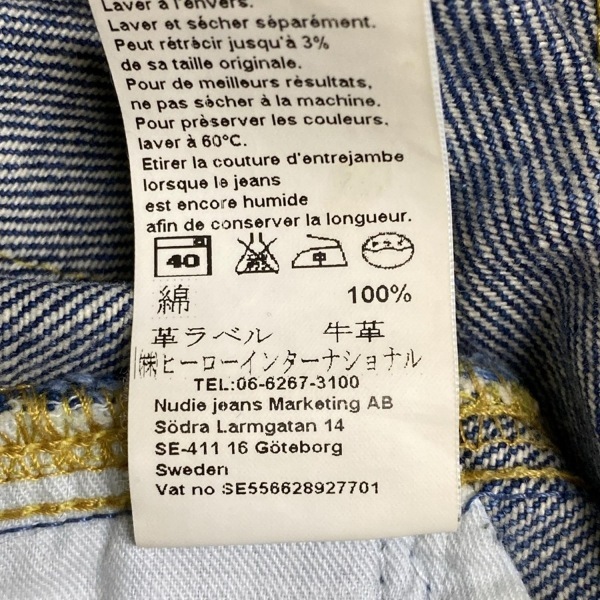 Laver à l'envers.
Laver et sécher séparément.
Peut rétrécir jusqu'à 3%
de sa taille originale.
Pour de meilleurs résultats,
ne pas sécher à la machine.
Pour prèserver les couleurs,
laver à 60°C.
Etirer la couture d'entrejambe
lorsque le jeans
est encore humide
afin de conserver la longueur.
40 中
綿 100%
革ラベル 牛革
㈱ヒーローインターナショナル
TEL:06-6267-3100
Nudie jeans Marketing AB
Södra Larmgatan 14
SE-411 16 Göteborg
Sweden
Vat no SE556628927701